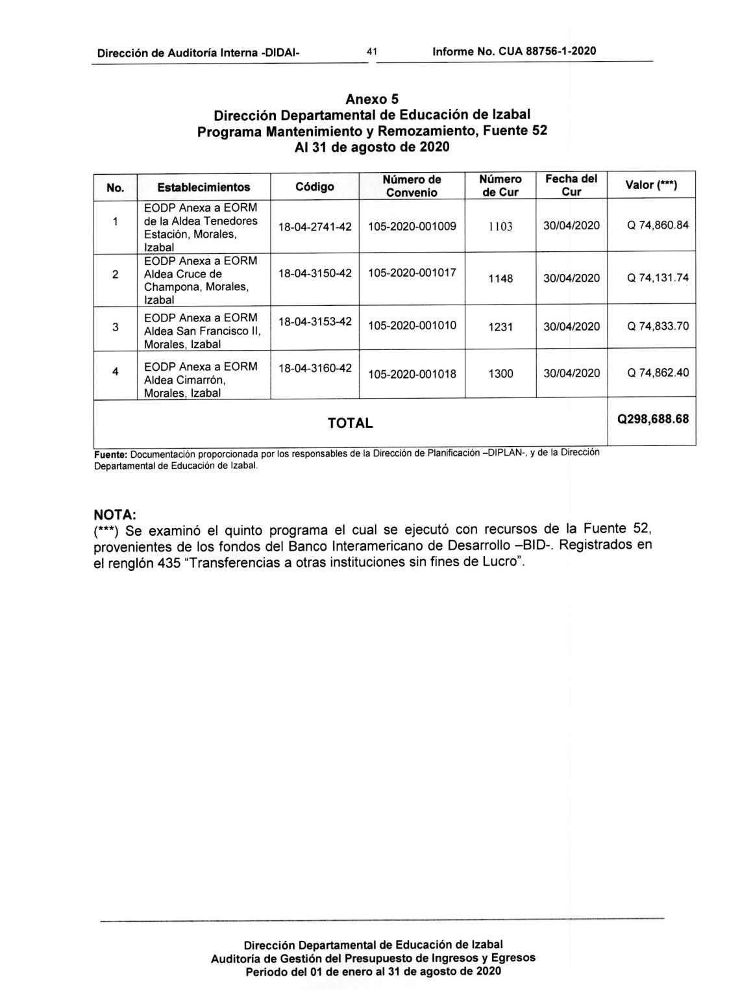 Dirección de Auditoría Interna -DIDAI- 41 Informe No. CUA 88756-1-2020
Anexo 5
Dirección Departamental de Educación de Izabal
Programa Mantenimiento y Remozamiento, Fuente 52
Al 31 de agosto de 2020
No. Establecimientos Código Número de Convenio Número de Cur Fecha del Cur Valor (***)
1 EODP Anexa a EORM
de la Aldea Tenedores
Estación, Morales,
Izabal
18-04-2741-42 105-2020-001009 1103 30/04/2020 Q 74,860.84
2 EODP Anexa a EORM
Aldea Cruce de
Champona, Morales,
Izabal
18-04-3150-42 105-2020-001017 1148 30/04/2020 Q 74,131.74
3 EODP Anexa a EORM
Aldea San Francisco II,
Morales, Izabal
18-04-3153-42 105-2020-001010 1231 30/04/2020 Q 74,833.70
4 EODP Anexa a EORM
Aldea Cimarrón,
Morales, Izabal
18-04-3160-42 105-2020-001018 1300 30/04/2020 Q 74,862.40
TOTAL Q298,688.68
Fuente: Documentación proporcionada por los responsables de la Dirección de Planificación –DIPLAN-, y de la Dirección
Departamental de Educación de Izabal.
NOTA:
(***) Se examinó el quinto programa el cual se ejecutó con recursos de la Fuente 52,
provenientes de los fondos del Banco Interamericano de Desarrollo –BID-. Registrados en
el renglón 435 “Transferencias a otras instituciones sin fines de Lucro”.
Dirección Departamental de Educación de Izabal
Auditoría de Gestión del Presupuesto de Ingresos y Egresos
Periodo del 01 de enero al 31 de agosto de 2020